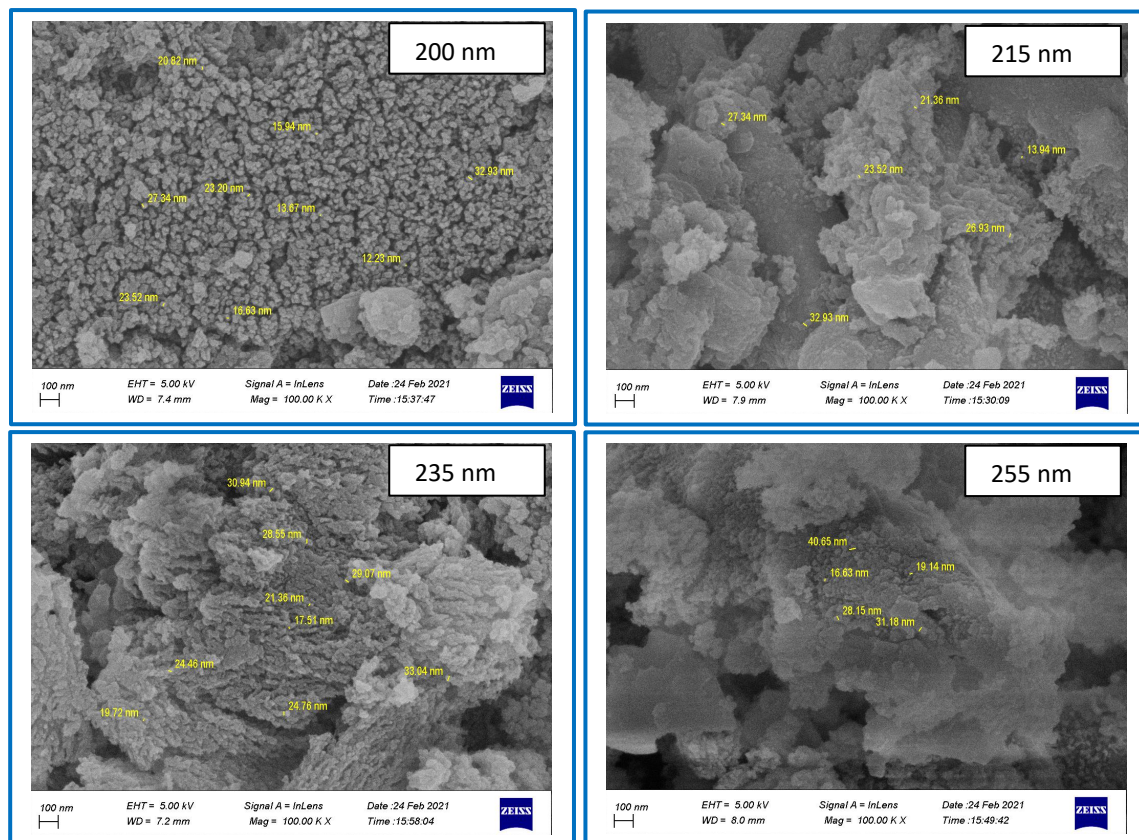 200 nm
20.82 nm
15.94 nm
32.93 nm
23.20 nm
27.34 nm
13.67 nm
12.23 nm
23.52 nm
16.63 nm
100 nm
EHT = 5.00 kV
Signal A = InLens
Date :24 Feb 2021
WD = 7.4 mm
Mag = 100.00 K X
Time :15:37:47
ZEISS
215 nm
21.36 nm
27.34 nm
13.94 nm
23.52 nm
26.93 nm
32.93 nm
100 nm
EHT = 5.00 kV
Signal A = InLens
Date :24 Feb 2021
WD = 7.9 mm
Mag = 100.00 K X
Time :15:30:09
ZEISS
235 nm
30.94 nm
28.55 nm
29.07 nm
21.36 nm
17.51 nm
24.46 nm
33.04 nm
24.76 nm
19.72 nm
100 nm
EHT = 5.00 kV
Signal A = InLens
Date :24 Feb 2021
WD = 7.2 mm
Mag = 100.00 K X
Time :15:58:04
ZEISS
255 nm
40.65 nm
19.14 nm
16.63 nm
28.15 nm
31.18 nm
100 nm
EHT = 5.00 kV
Signal A = InLens
Date :24 Feb 2021
WD = 8.0 mm
Mag = 100.00 K X
Time :15:49:42
ZEISS